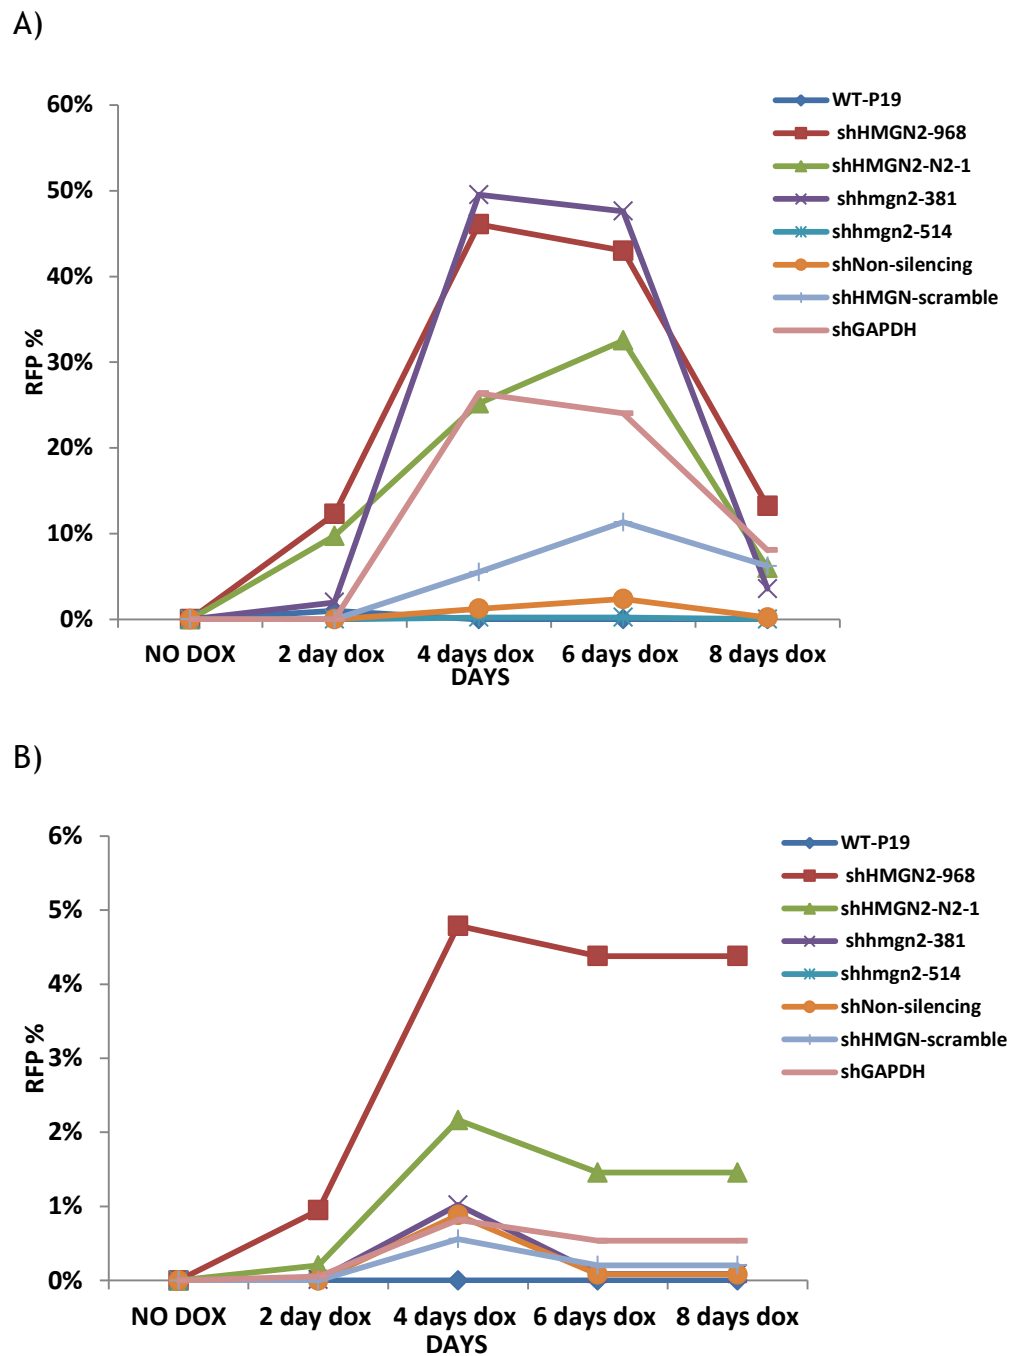 A)
60%
50%
40%
30%
20%
10%
0%
RFP %
NO DOX
2 day dox
4 days dox
6 days dox
8 days dox
DAYS
WT-P19
shHMGN2-968
shHMGN2-N2-1
shhmgn2-381
shhmgn2-514
shNon-silencing
shHMGN-scramble
shGAPDH
B)
6%
5%
4%
3%
2%
1%
0%
RFP %
NO DOX
2 day dox
4 days dox
6 days dox
8 days dox
DAYS
WT-P19
shHMGN2-968
shHMGN2-N2-1
shhmgn2-381
shhmgn2-514
shNon-silencing
shHMGN-scramble
shGAPDH